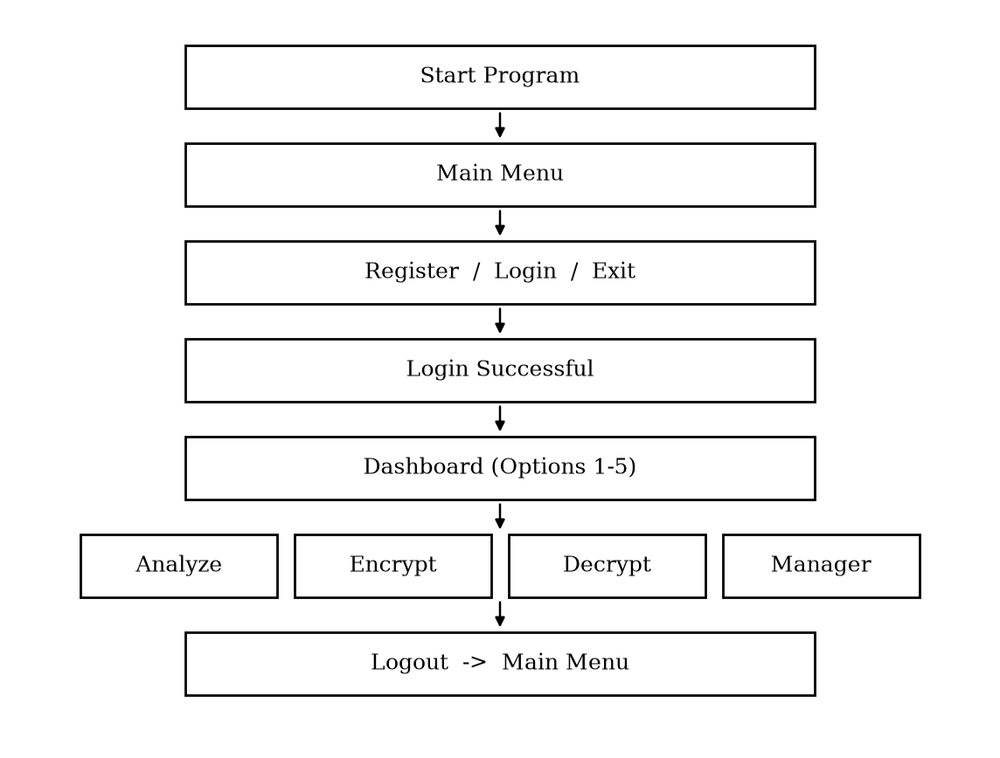 Start Program
Main Menu
Register / Login / Exit
Login Successful
Dashboard (Options 1-5)
Analyze Encrypt Decrypt Manager
Logout -> Main Menu